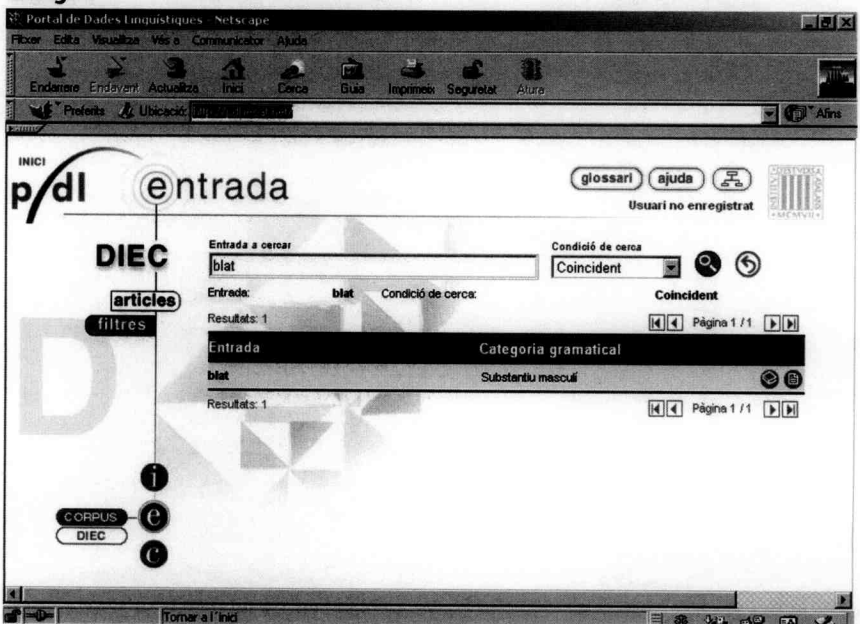 Portal de Dades Linguístiques - Netscape
Fitxer Edita Visualitza Vés a Communicator Ajuda
Endarrere Endavant Actualitza Inici Cerca Guia Imprimeix Seguretat Atura
Preferits Ubicació: Afins
INICI
p/dl entrada
glossari ajuda
Usuari no enregistrat
DIEC
articles
filtres
Entrada a cercar Condició de cerca
blat Coincident
Entrada: blat Condició de cerca: Coincident
Resultats: 1 Pàgina 1 / 1
Entrada Categoria gramatical
blat Substantiu masculí
Resultats: 1 Pàgina 1 / 1
D
i
CORPUS e
DIEC
c
Tornar a l'inici